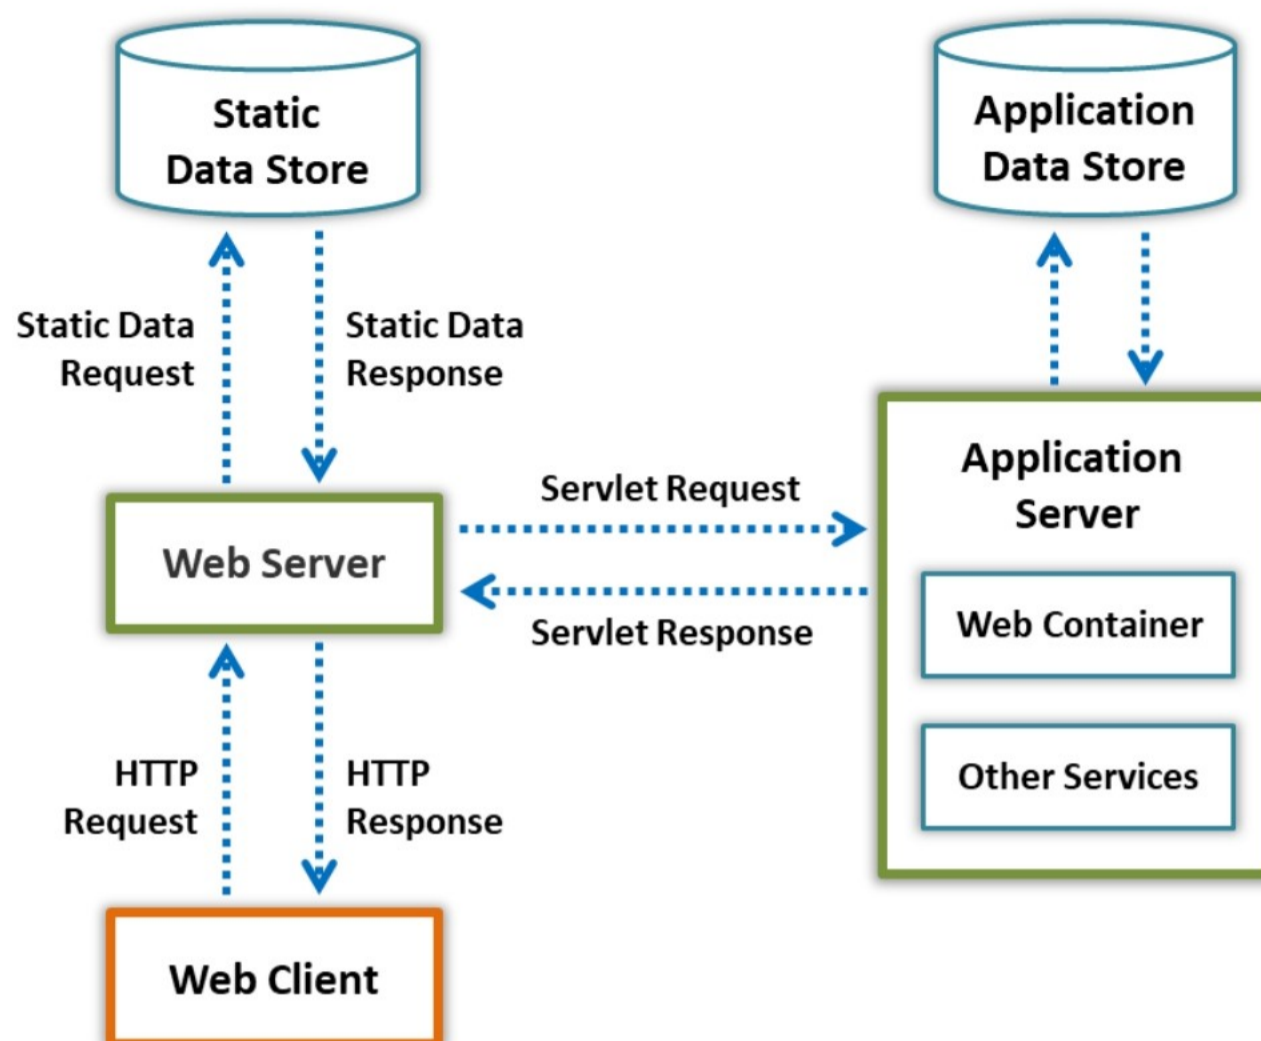 Static
Data Store
Application
Data Store
Static Data
Request
Static Data
Response
Servlet Request
Web Server
Servlet Response
Application
Server
Web Container
Other Services
HTTP
Request
HTTP
Response
Web Client